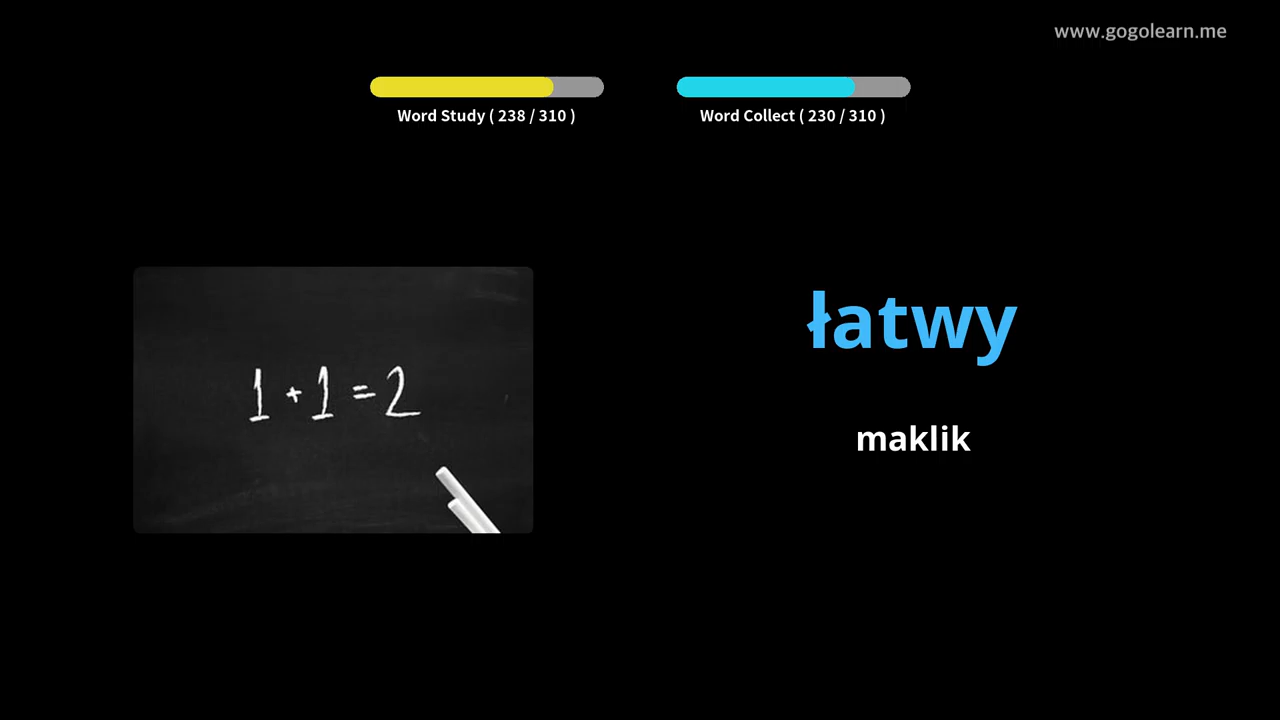 www.gogolearn.me
Word Study ( 238 / 310 )
Word Collect ( 230 / 310 )
1 + 1 = 2
łatwy
maklik